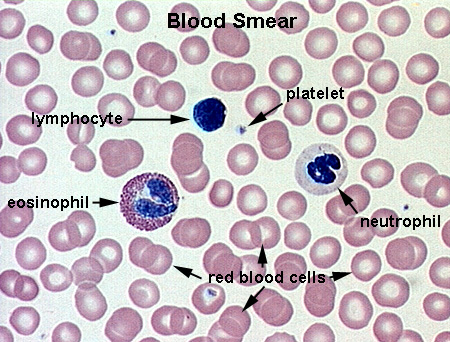 Blood Smear
platelet
lymphocyte
eosinophil
neutrophil
red blood cells